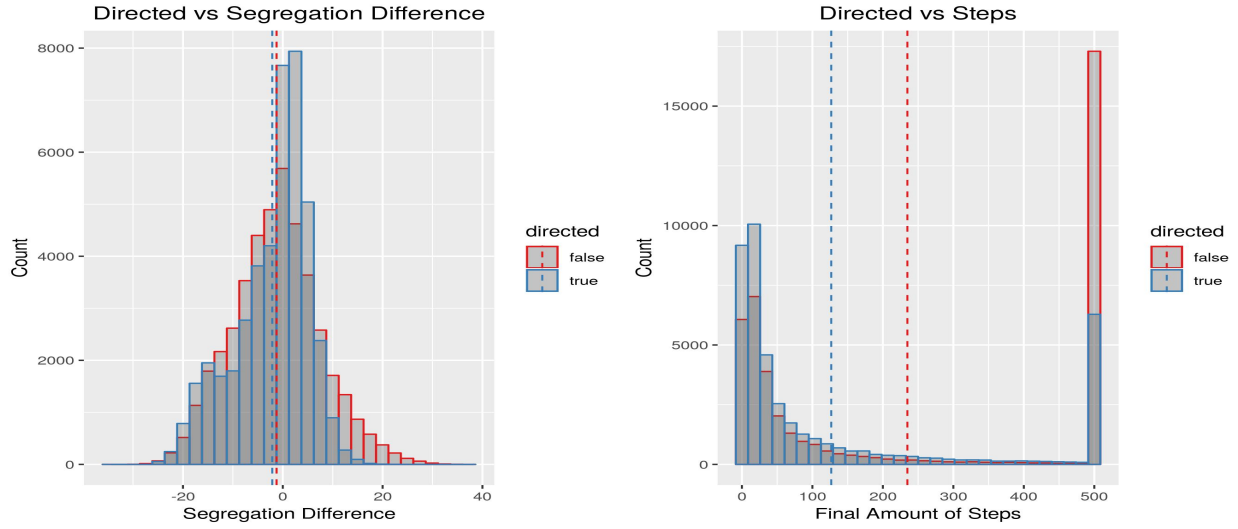 Directed vs Segregation Difference
8000
6000
4000
2000
0
Count
-20
0
20
40
Segregation Difference
directed
false
true
Directed vs Steps
15000
10000
5000
0
Count
0
100
200
300
400
500
Final Amount of Steps
directed
false
true